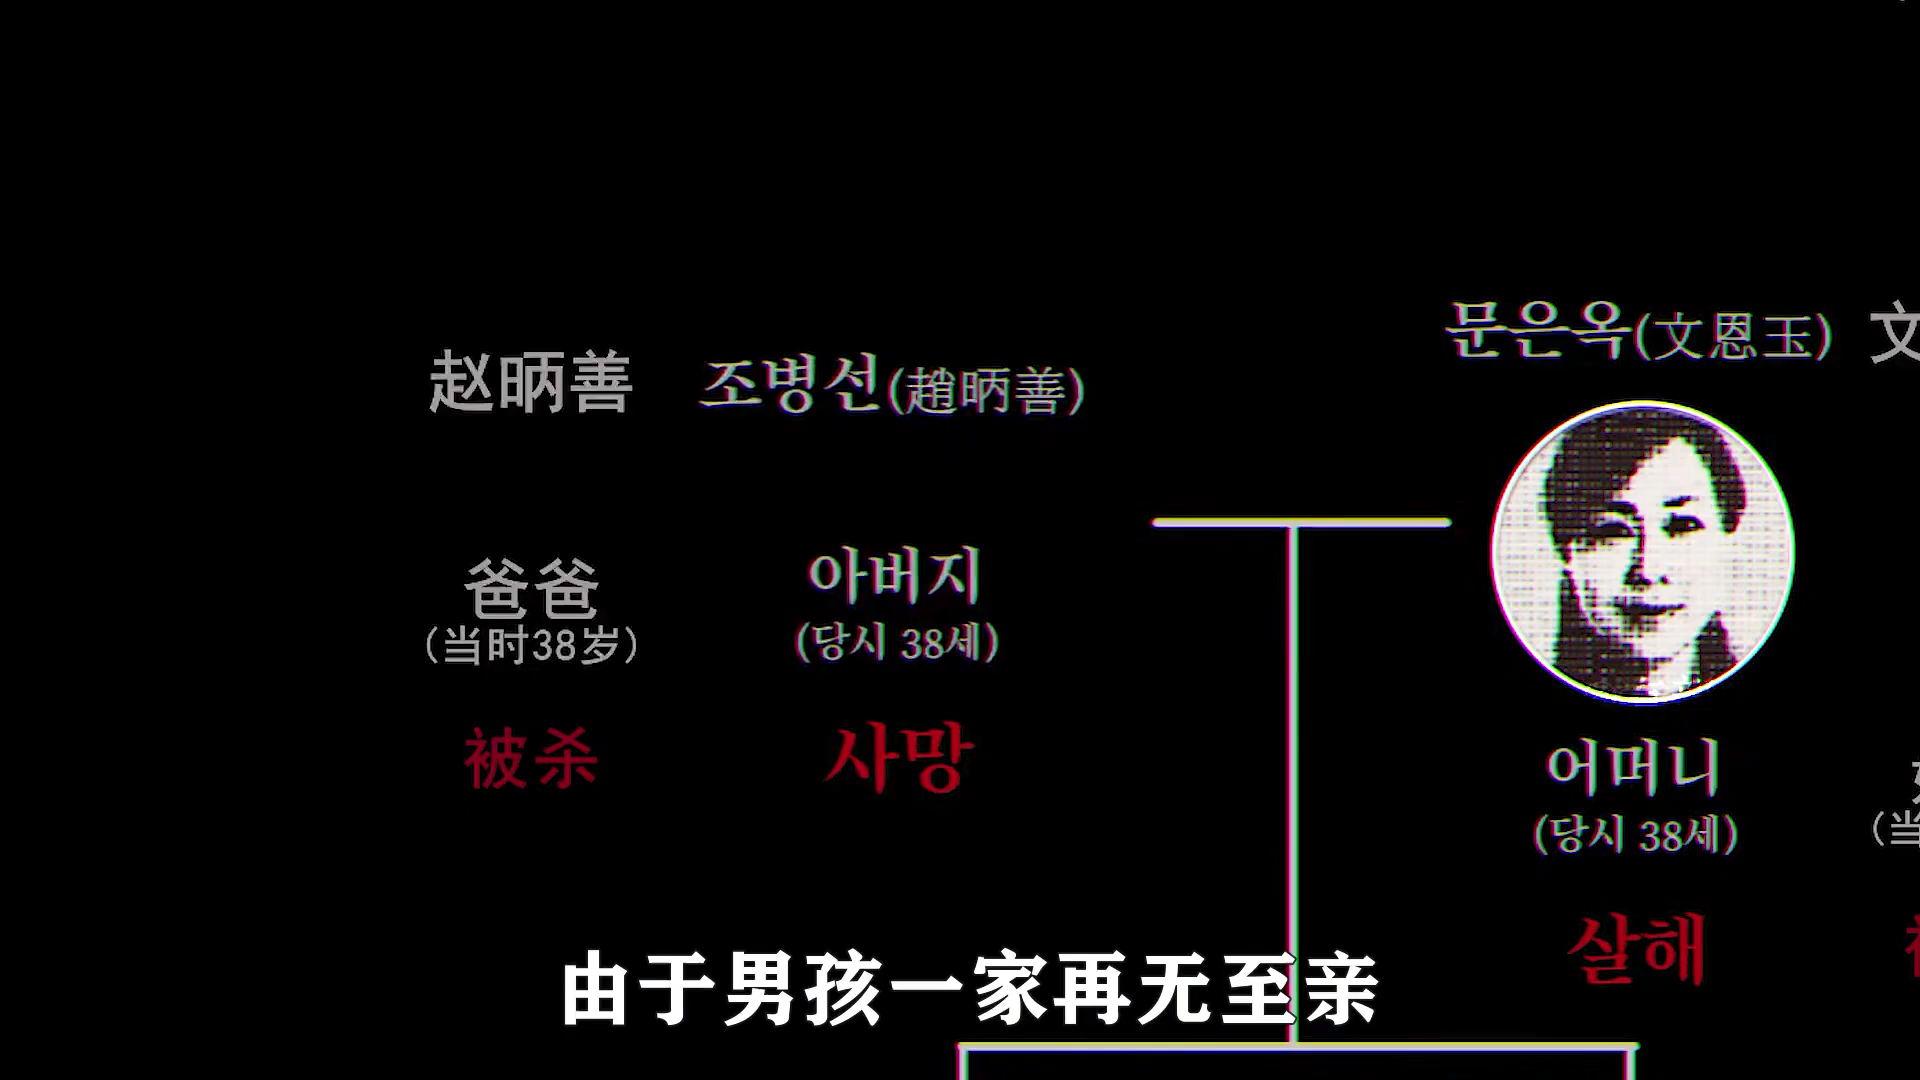 문은옥(文恩玉) 文
赵昞善 조병선(趙昞善)
爸爸 아버지
(当时38岁) (당시 38세)
被杀 사망
어머니
(당시 38세) (当
살해
由于男孩一家再无至亲